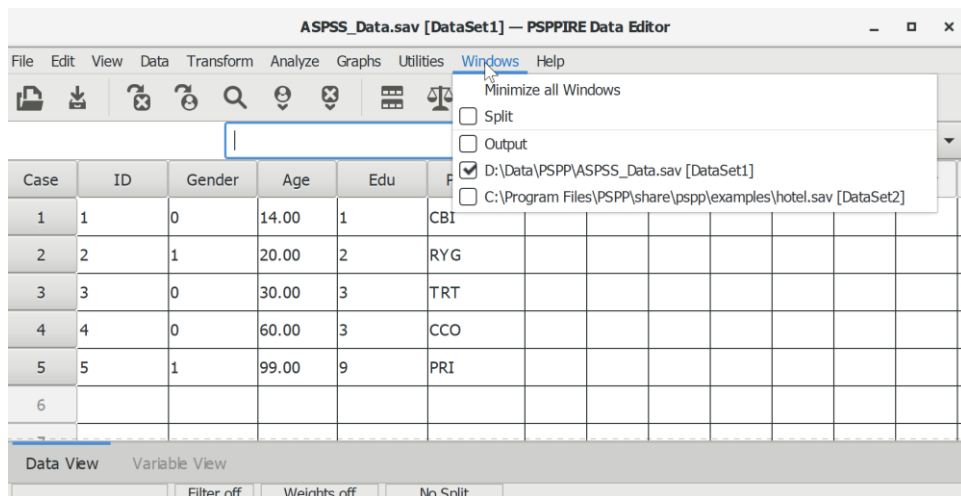 ASPSS_Data.sav [DataSet1] — PSPPIRE Data Editor
File Edit View Data Transform Analyze Graphs Utilities Windows Help
Minimize all Windows
Split
Output
D:\Data\PSPP\ASPSS_Data.sav [DataSet1]
C:\Program Files\PSPP\share\pspp\examples\hotel.sav [DataSet2]
Case ID Gender Age Edu
1 1 0 14.00 1 CBI
2 2 1 20.00 2 RYG
3 3 0 30.00 3 TRT
4 4 0 60.00 3 CCO
5 5 1 99.00 9 PRI
6
Data View Variable View
Filter off Weights off No Split